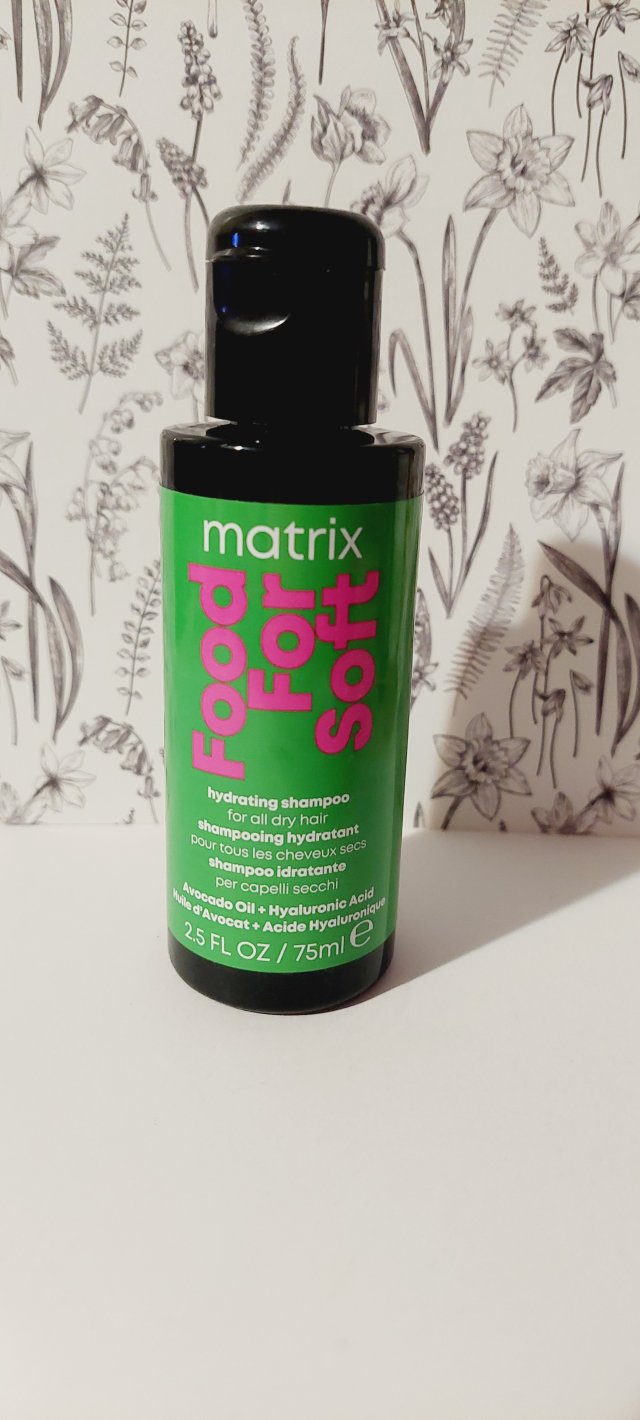 matrix
Food
For
Soft
hydrating shampoo
for all dry hair
shampooing hydratant
pour tous les cheveux secs
shampoo idratante
per capelli secchi
Avocado Oil + Hyaluronic Acid
Huile d'Avocat + Acide Hyaluronique
2.5 FL OZ / 75ml ℮